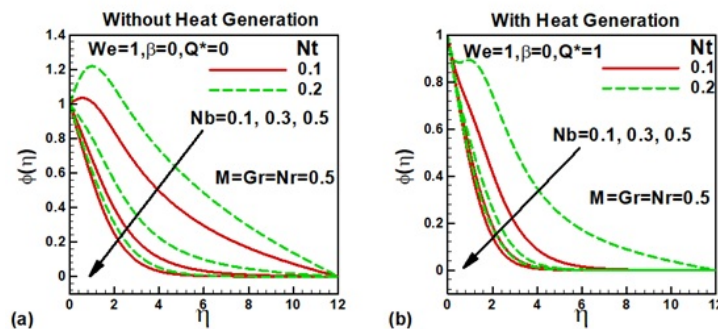 Without Heat Generation
We=1,β=0,Q*=0
Nt
0.1
0.2
Nb=0.1, 0.3, 0.5
M=Gr=Nr=0.5
ϕ(η)
1.4
1.2
1
0.8
0.6
0.4
0.2
0
0 2 4 6 8 10 12
η
(a)
With Heat Generation
We=1,β=0,Q*=1
Nt
0.1
0.2
Nb=0.1, 0.3, 0.5
M=Gr=Nr=0.5
ϕ(η)
1
0.8
0.6
0.4
0.2
0
0 2 4 6 8 10 12
η
(b)